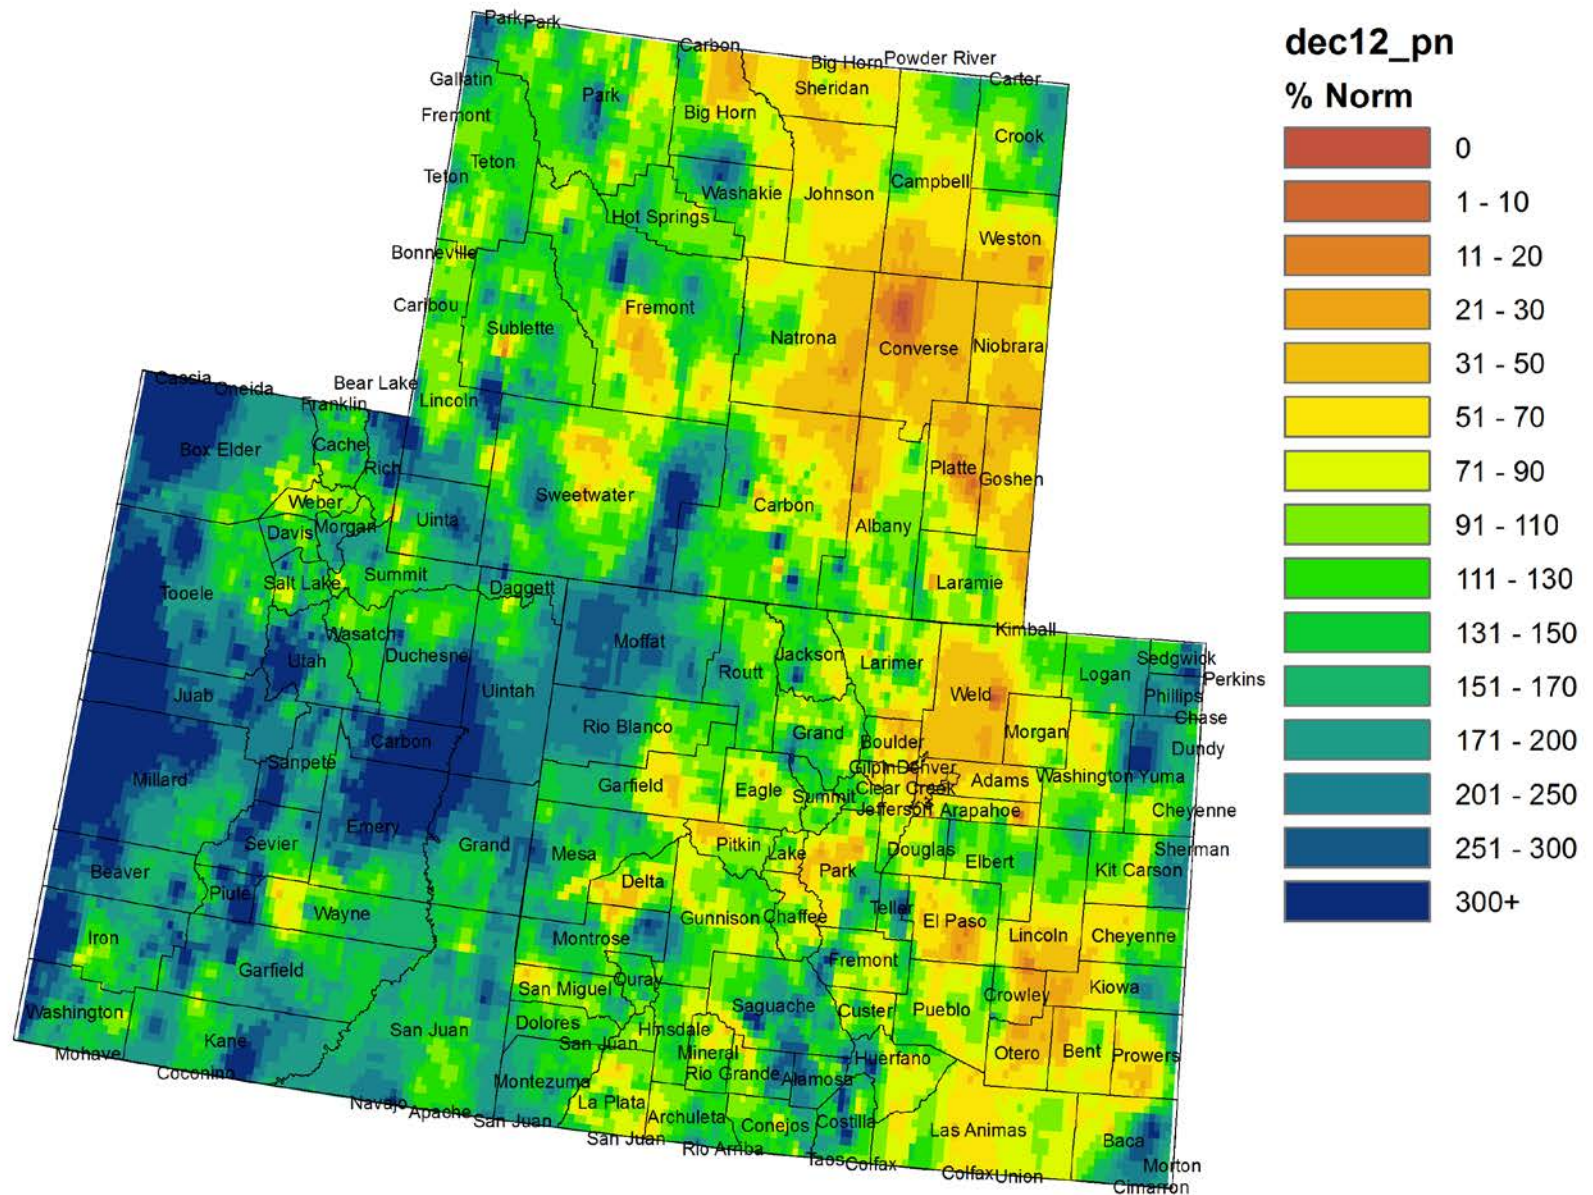 Park Park
Carbon
Big Horn Powder River
Carter
Gallatin
Park
Sheridan
Fremont
Big Horn
Crook
Teton
Teton
Washakie
Johnson
Campbell
Hot Springs
Weston
Bonneville
Caribou
Fremont
Sublette
Natrona
Converse
Niobrara
Cassia
Oneida
Bear Lake
Franklin
Lincoln
Box Elder
Cache
Rich
Platte
Goshen
Weber
Sweetwater
Carbon
Davis
Morgan
Uinta
Albany
Tooele
Salt Lake
Summit
Daggett
Laramie
Wasatch
Utah
Duchesne
Moffat
Jackson
Larimer
Kimball
Logan
Sedgwick
Juab
Uintah
Routt
Weld
Phillips
Perkins
Chase
Carbon
Rio Blanco
Grand
Boulder
Morgan
Dundy
Sanpete
Millard
Garfield
Eagle
Summit
Gilpin Denver
Clear Creek
Jefferson
Adams
Arapahoe
Washington Yuma
Cheyenne
Emery
Sevier
Grand
Mesa
Pitkin
Lake
Park
Douglas
Elbert
Sherman
Kit Carson
Beaver
Piute
Wayne
Delta
Gunnison
Chaffee
Teller
El Paso
Lincoln
Cheyenne
Iron
Garfield
Montrose
Ouray
Fremont
San Miguel
Saguache
Custer
Pueblo
Crowley
Kiowa
Washington
Kane
San Juan
Dolores
San Juan
Hinsdale
Mineral
Rio Grande
Alamosa
Huerfano
Otero
Bent
Prowers
Mohave
Coconino
Montezuma
La Plata
Archuleta
Conejos
Costilla
Las Animas
Baca
Navajo
Apache
San Juan
San Juan
Rio Arriba
Taos
Colfax
Colfax
Union
Morton
Cimarron
dec12_pn
% Norm
0
1 - 10
11 - 20
21 - 30
31 - 50
51 - 70
71 - 90
91 - 110
111 - 130
131 - 150
151 - 170
171 - 200
201 - 250
251 - 300
300+